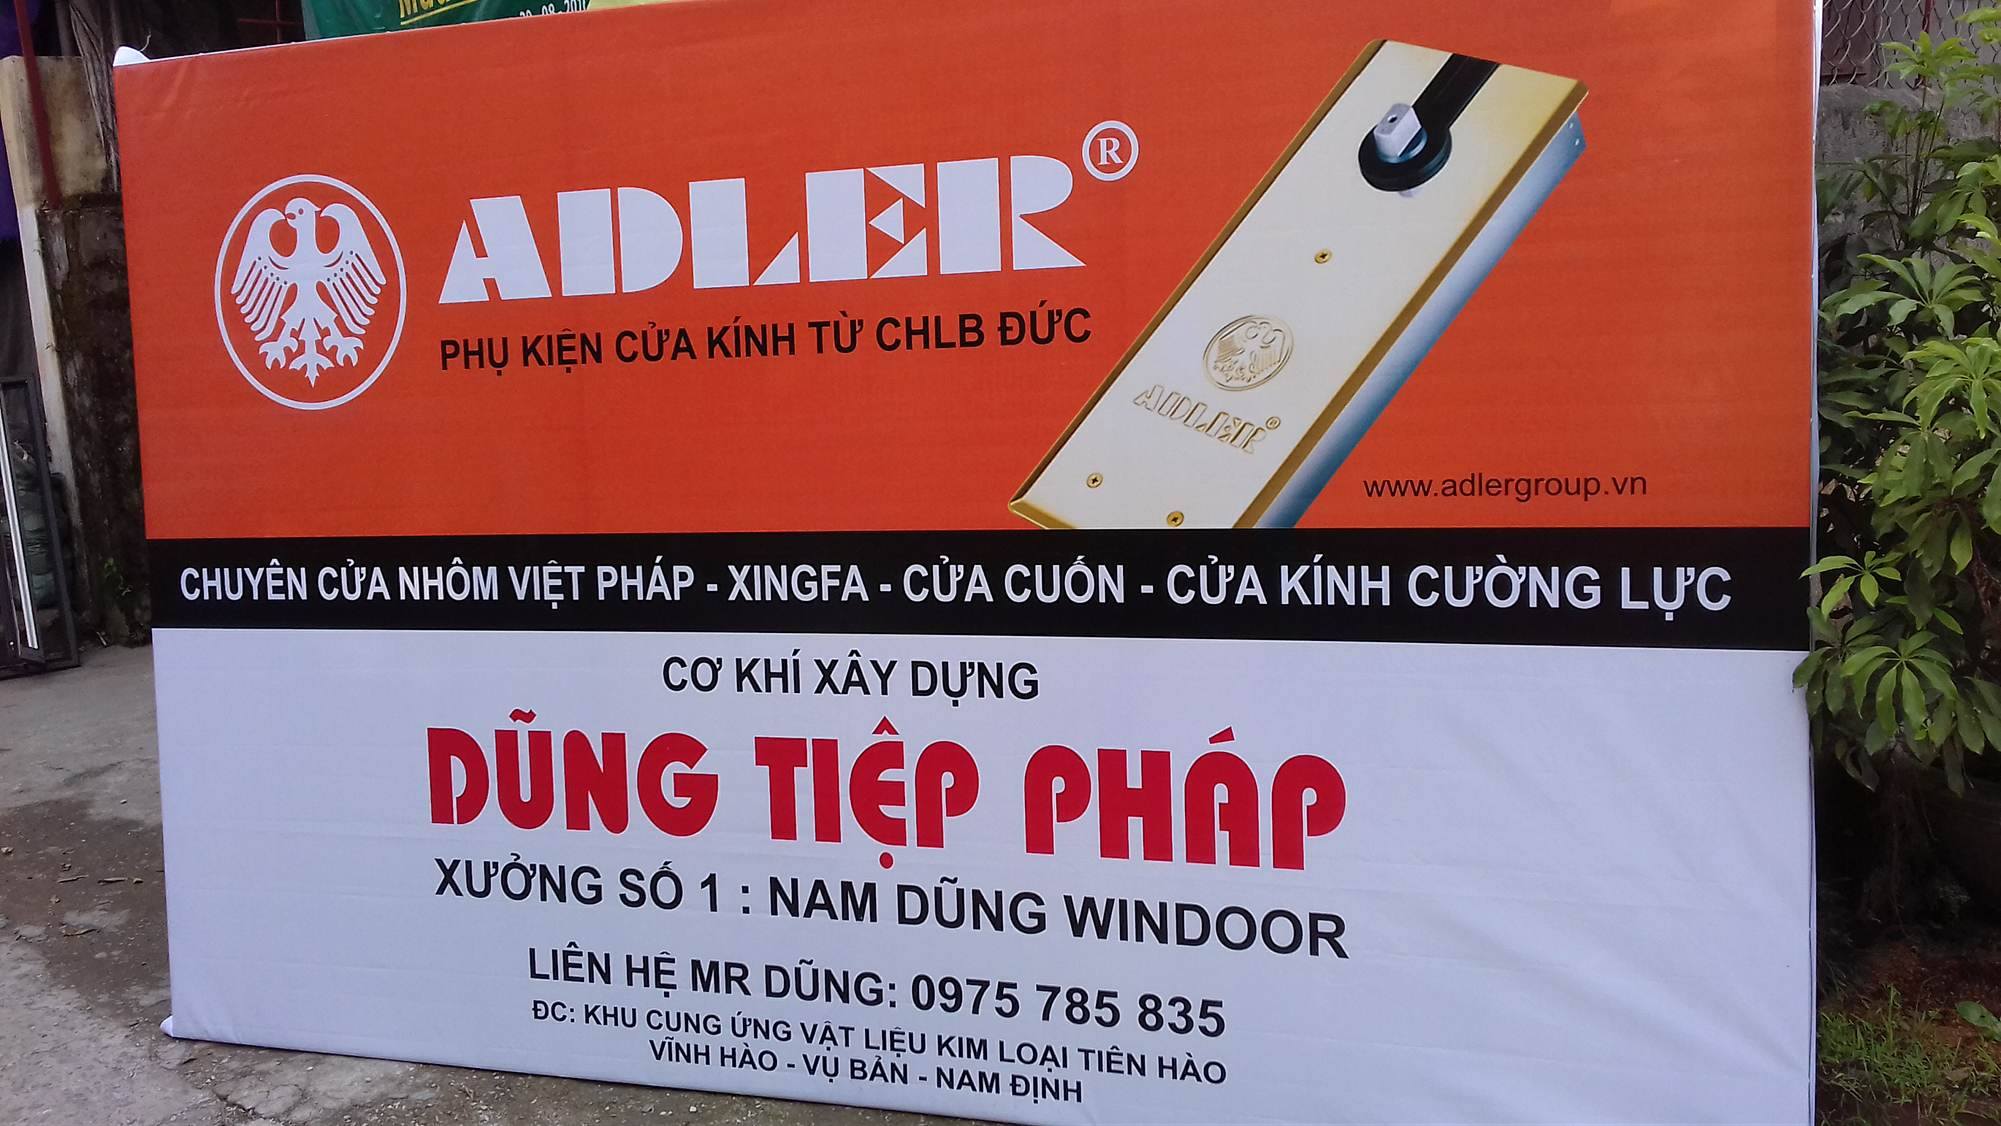 ADLER®
PHỤ KIỆN CỬA KÍNH TỪ CHLB ĐỨC
ADLER®
www.adlergroup.vn
CHUYÊN CỬA NHÔM VIỆT PHÁP - XINGFA - CỬA CUỐN - CỬA KÍNH CƯỜNG LỰC
CƠ KHÍ XÂY DỰNG
DŨNG TIỆP PHÁP
XƯỞNG SỐ 1 : NAM DŨNG WINDOOR
LIÊN HỆ MR DŨNG: 0975 785 835
ĐC: KHU CUNG ỨNG VẬT LIỆU KIM LOẠI TIÊN HÀO
VĨNH HÀO - VỤ BẢN - NAM ĐỊNH